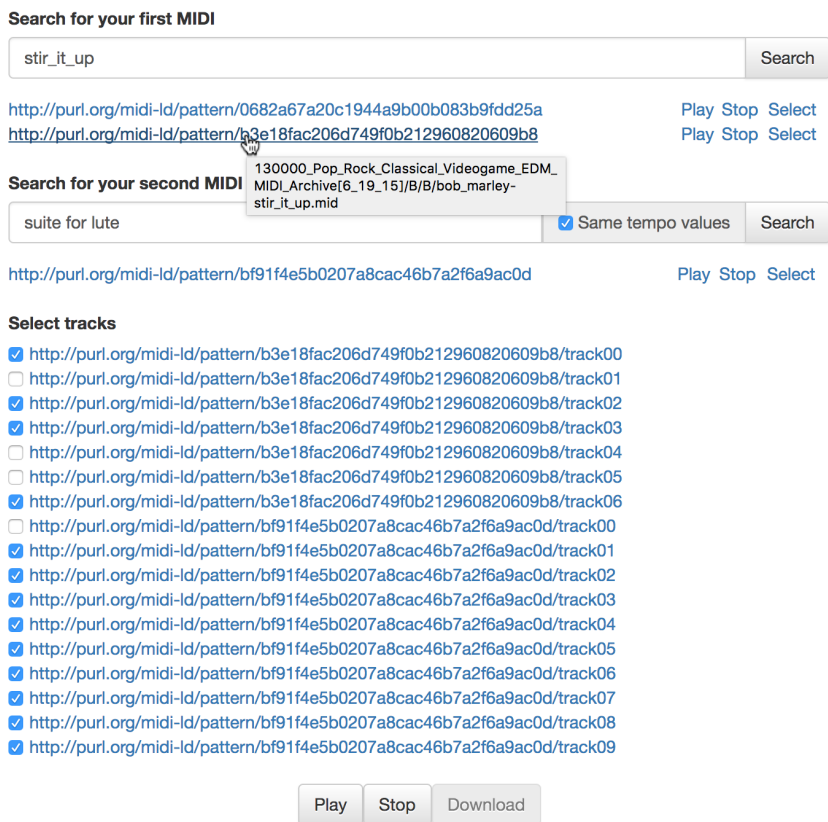 Search for your first MIDI
stir_it_up Search
http://purl.org/midi-ld/pattern/0682a67a20c1944a9b00b083b9fdd25a Play Stop Select
http://purl.org/midi-ld/pattern/b3e18fac206d749f0b212960820609b8 Play Stop Select
130000_Pop_Rock_Classical_Videogame_EDM_
MIDI_Archive[6_19_15]/B/B/bob_marley-
stir_it_up.mid
Search for your second MIDI
suite for lute Same tempo values Search
http://purl.org/midi-ld/pattern/bf91f4e5b0207a8cac46b7a2f6a9ac0d Play Stop Select
Select tracks
http://purl.org/midi-ld/pattern/b3e18fac206d749f0b212960820609b8/track00
http://purl.org/midi-ld/pattern/b3e18fac206d749f0b212960820609b8/track01
http://purl.org/midi-ld/pattern/b3e18fac206d749f0b212960820609b8/track02
http://purl.org/midi-ld/pattern/b3e18fac206d749f0b212960820609b8/track03
http://purl.org/midi-ld/pattern/b3e18fac206d749f0b212960820609b8/track04
http://purl.org/midi-ld/pattern/b3e18fac206d749f0b212960820609b8/track05
http://purl.org/midi-ld/pattern/b3e18fac206d749f0b212960820609b8/track06
http://purl.org/midi-ld/pattern/bf91f4e5b0207a8cac46b7a2f6a9ac0d/track00
http://purl.org/midi-ld/pattern/bf91f4e5b0207a8cac46b7a2f6a9ac0d/track01
http://purl.org/midi-ld/pattern/bf91f4e5b0207a8cac46b7a2f6a9ac0d/track02
http://purl.org/midi-ld/pattern/bf91f4e5b0207a8cac46b7a2f6a9ac0d/track03
http://purl.org/midi-ld/pattern/bf91f4e5b0207a8cac46b7a2f6a9ac0d/track04
http://purl.org/midi-ld/pattern/bf91f4e5b0207a8cac46b7a2f6a9ac0d/track05
http://purl.org/midi-ld/pattern/bf91f4e5b0207a8cac46b7a2f6a9ac0d/track06
http://purl.org/midi-ld/pattern/bf91f4e5b0207a8cac46b7a2f6a9ac0d/track07
http://purl.org/midi-ld/pattern/bf91f4e5b0207a8cac46b7a2f6a9ac0d/track08
http://purl.org/midi-ld/pattern/bf91f4e5b0207a8cac46b7a2f6a9ac0d/track09
Play Stop Download